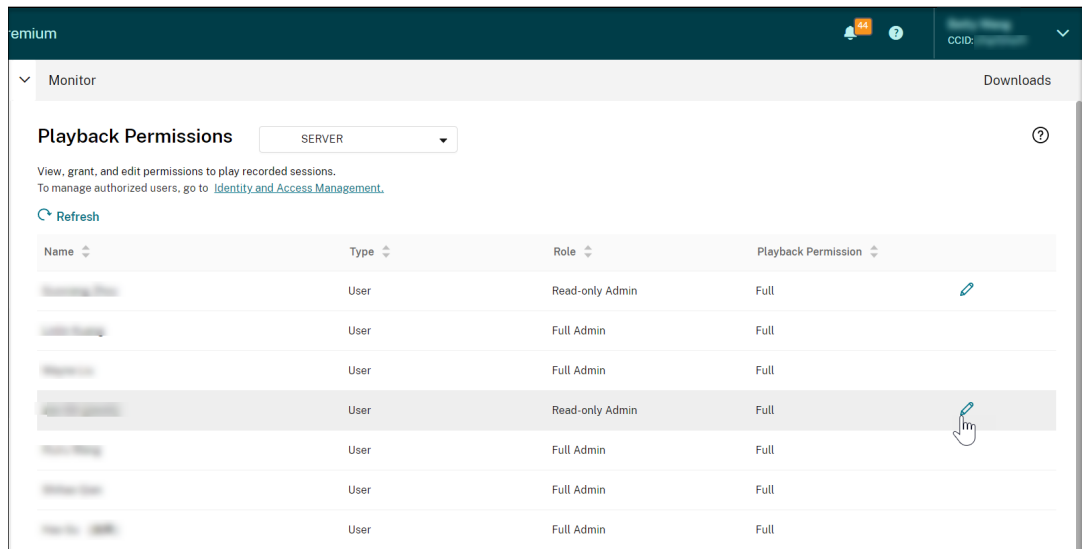 emium
44
?
CCID:
Monitor Downloads
Playback Permissions SERVER ?
View, grant, and edit permissions to play recorded sessions.
To manage authorized users, go to Identity and Access Management.
Refresh
Name Type Role Playback Permission
User Read-only Admin Full
User Full Admin Full
User Full Admin Full
User Read-only Admin Full
User Full Admin Full
User Full Admin Full
User Full Admin Full